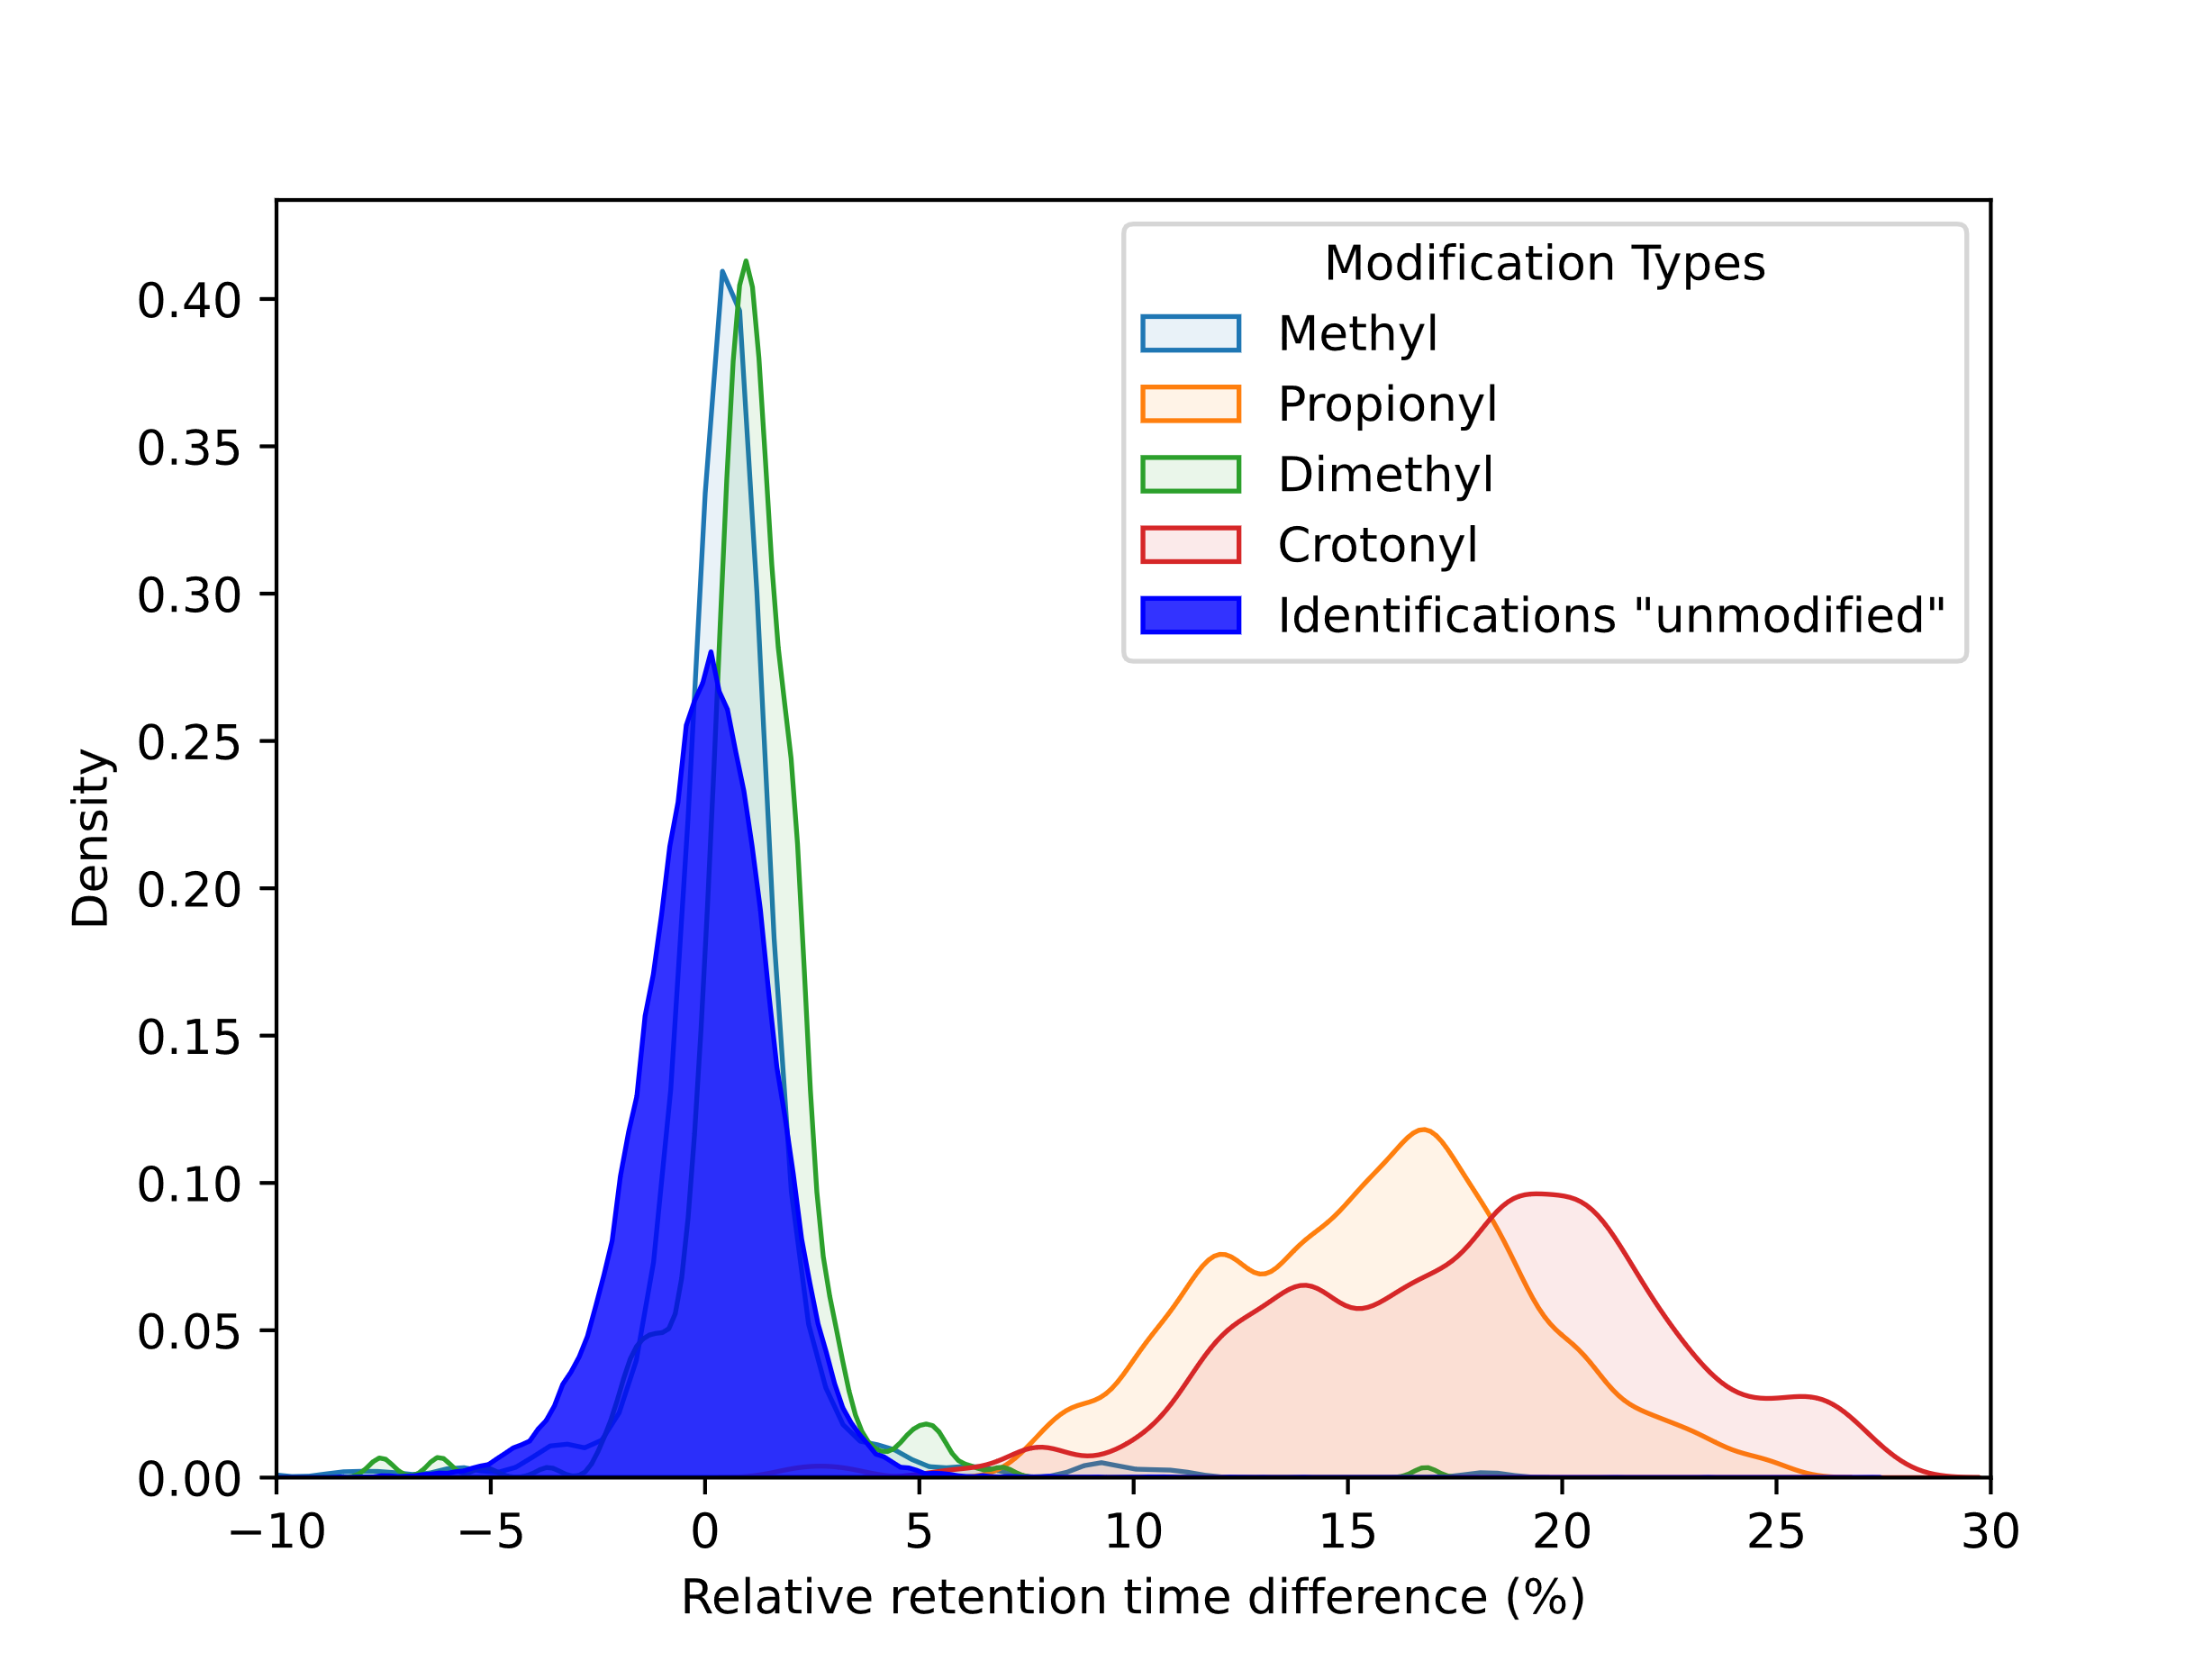 Modification Types
Methyl
Propionyl
Dimethyl
Crotonyl
Identifications "unmodified"
Density
0.40
0.35
0.30
0.25
0.20
0.15
0.10
0.05
0.00
−10 −5 0 5 10 15 20 25 30
Relative retention time difference (%)